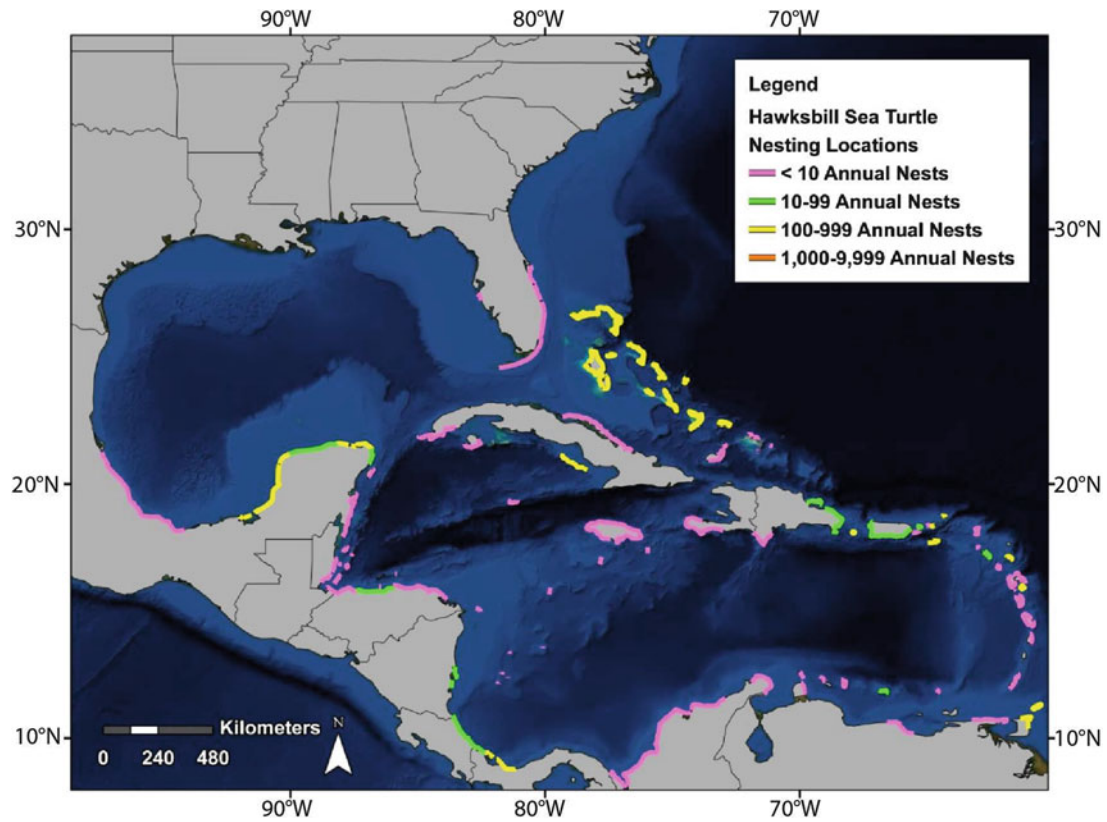 90°W 80°W 70°W
Legend
Hawksbill Sea Turtle
Nesting Locations
< 10 Annual Nests
10-99 Annual Nests
100-999 Annual Nests
1,000-9,999 Annual Nests
30°N 30°N
20°N 20°N
Kilometers N
0 240 480
10°N 10°N
90°W 80°W 70°W